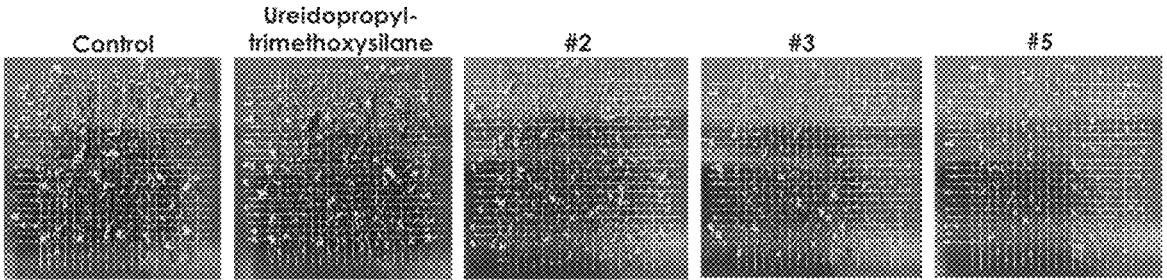 Control
Ureidopropyl-
trimethoxysilane
#2
#3
#5